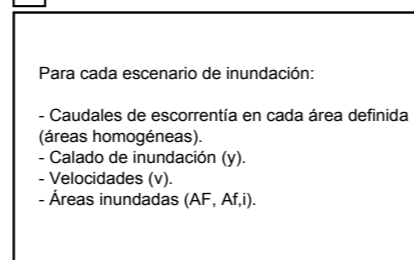 Para cada escenario de inundación:
- Caudales de escorrentía en cada área definida
(áreas homogéneas).
- Calado de inundación (y).
- Velocidades (v).
- Áreas inundadas (AF, Af,i).